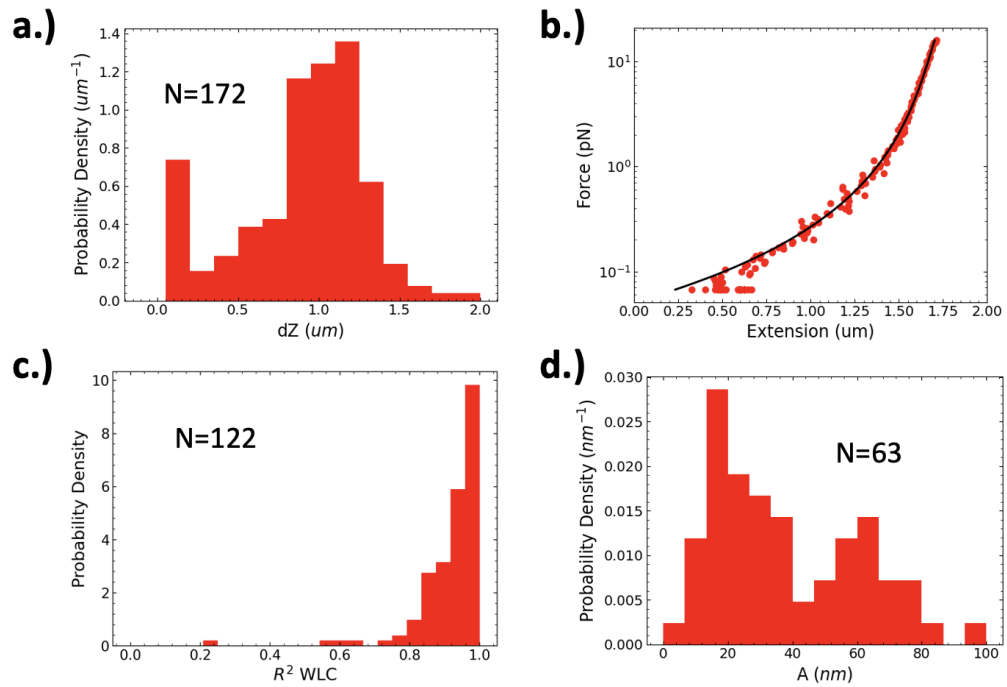 a.)
Probability Density (um⁻¹)
1.4
1.2
1.0
0.8
0.6
0.4
0.2
0.0
N=172
0.0 0.5 1.0 1.5 2.0
dZ (um)
b.)
Force (pN)
10¹
10⁰
10⁻¹
0.00 0.25 0.50 0.75 1.00 1.25 1.50 1.75 2.00
Extension (um)
c.)
Probability Density
10
8
6
4
2
0
N=122
0.0 0.2 0.4 0.6 0.8 1.0
R² WLC
d.)
Probability Density (nm⁻¹)
0.030
0.025
0.020
0.015
0.010
0.005
0.000
N=63
0 20 40 60 80 100
A (nm)